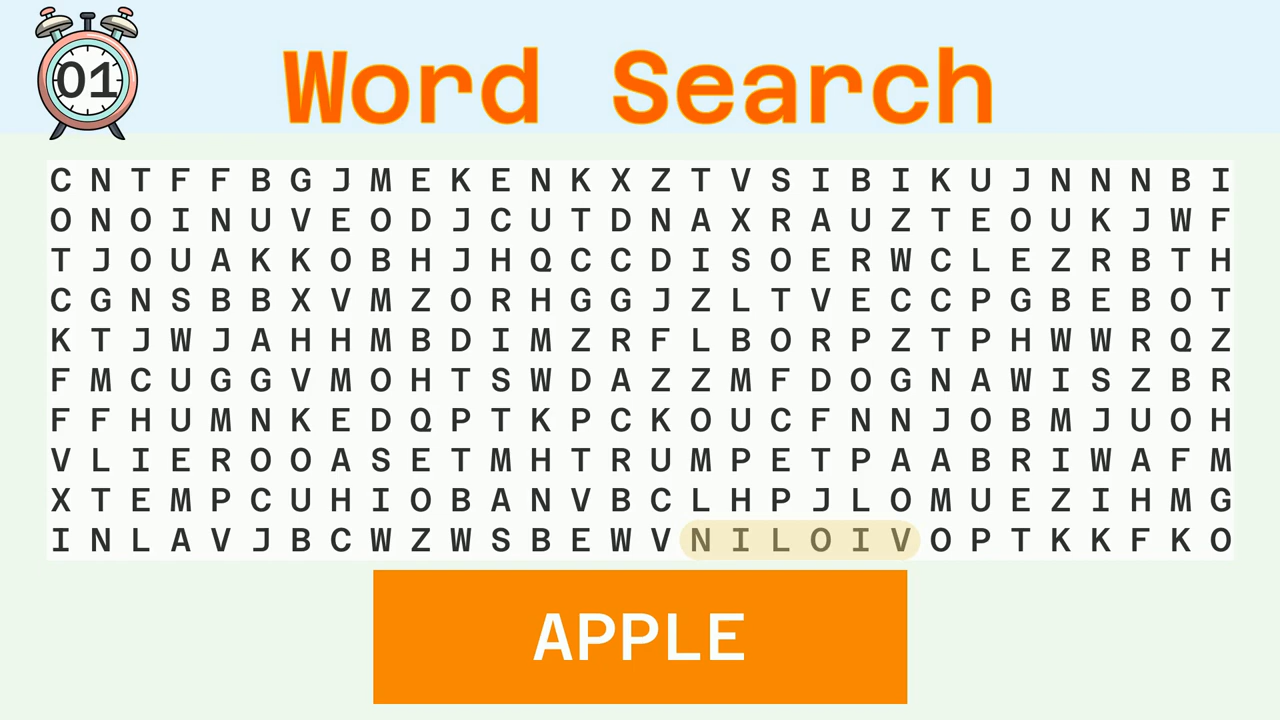 01
Word Search
C N T F F B G J M E K E N K X Z T V S I B I K U J N N N B I
O N O I N U V E O D J C U T D N A X R A U Z T E O U K J W F
T J O U A K K O B H J H Q C C D I S O E R W C L E Z R B T H
C G N S B B X V M Z O R H G G J Z L T V E C C P G B E B O T
K T J W J A H H M B D I M Z R F L B O R P Z T P H W W R Q Z
F M C U G G V M O H T S W D A Z Z M F D O G N A W I S Z B R
F F H U M N K E D Q P T K P C K O U C F N N J O B M J U O H
V L I E R O O A S E T M H T R U M P E T P A A B R I W A F M
X T E M P C U H I O B A N V B C L H P J L O M U E Z I H M G
I N L A V J B C W Z W S B E W V N I L O I V O P T K K F K O
APPLE